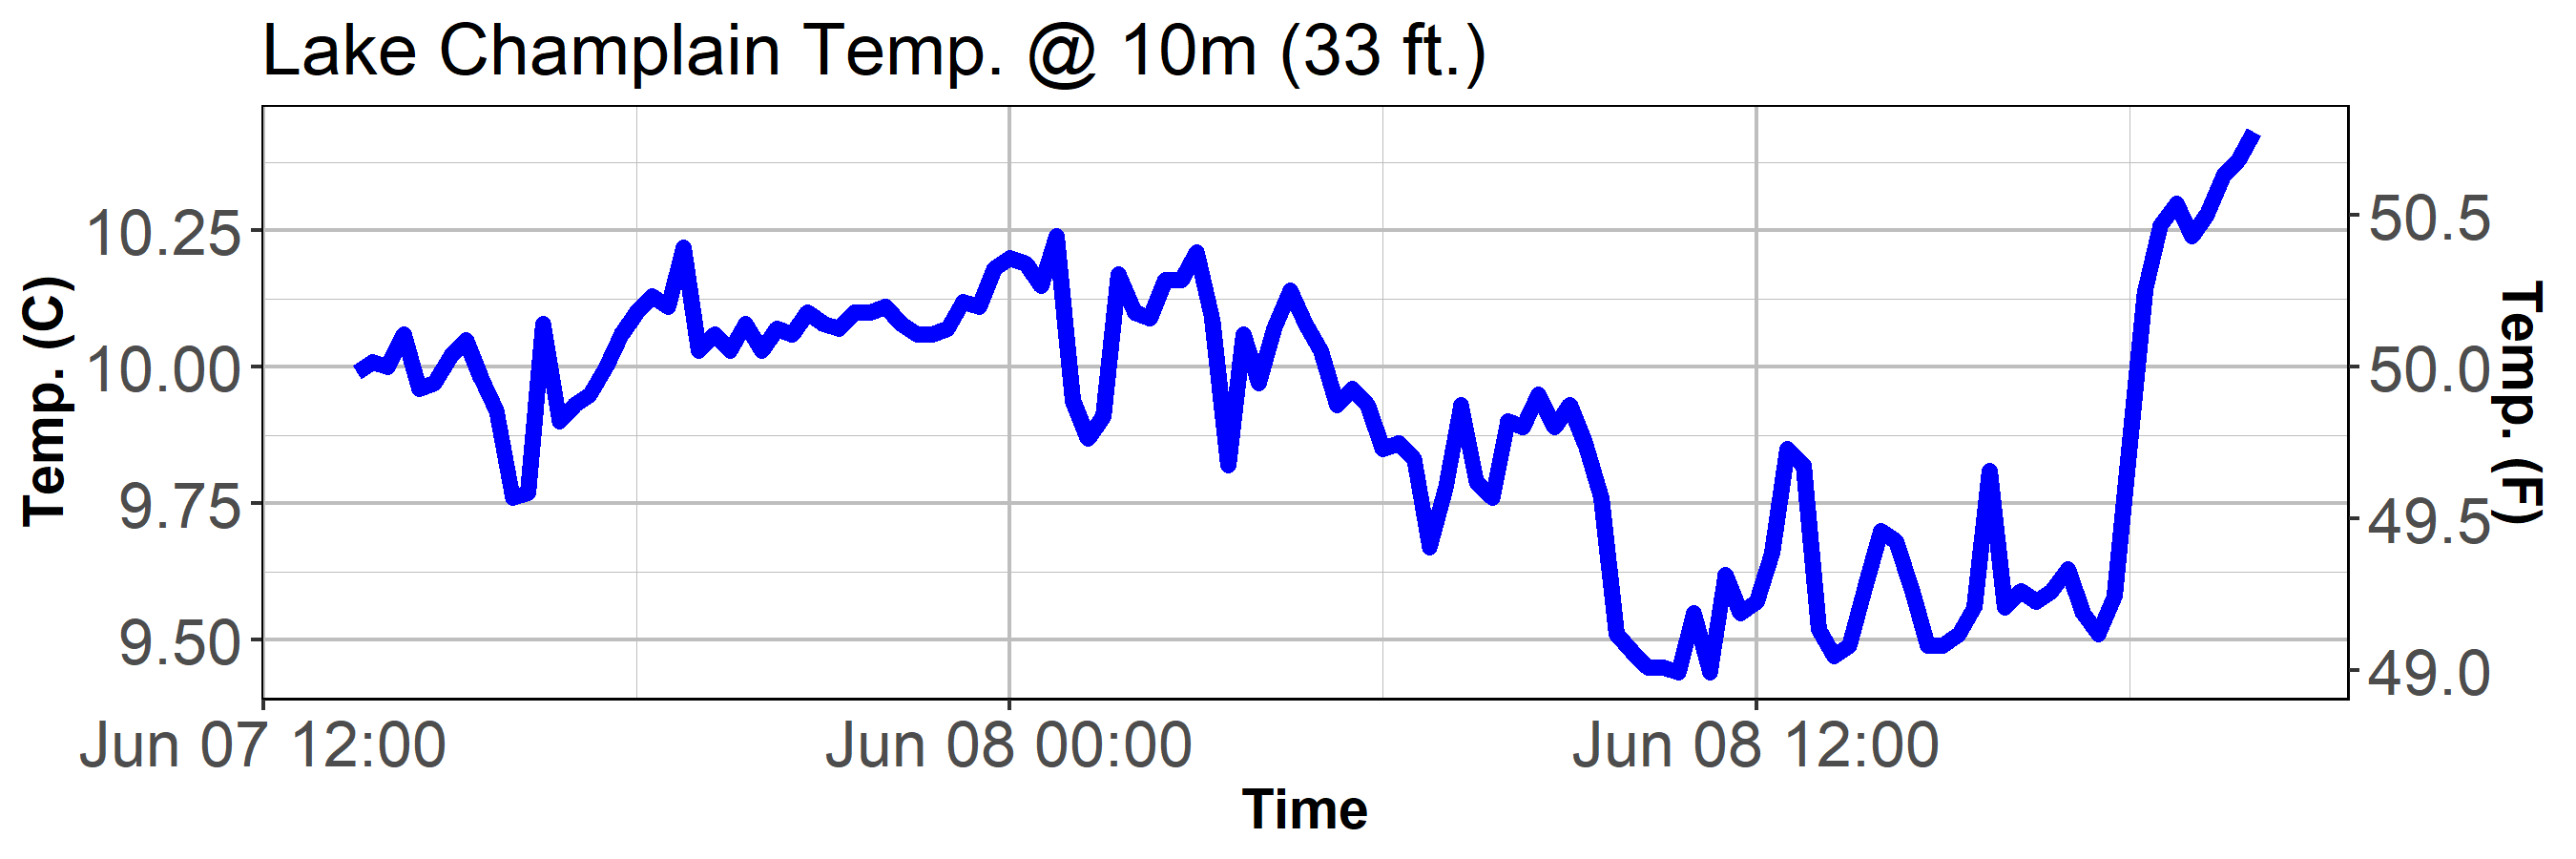 Lake Champlain Temp. @ 10m (33 ft.)
Temp. (C)
10.25
10.00
9.75
9.50
50.5
50.0
49.5
49.0
Temp. (F)
Jun 07 12:00
Jun 08 00:00
Jun 08 12:00
Time